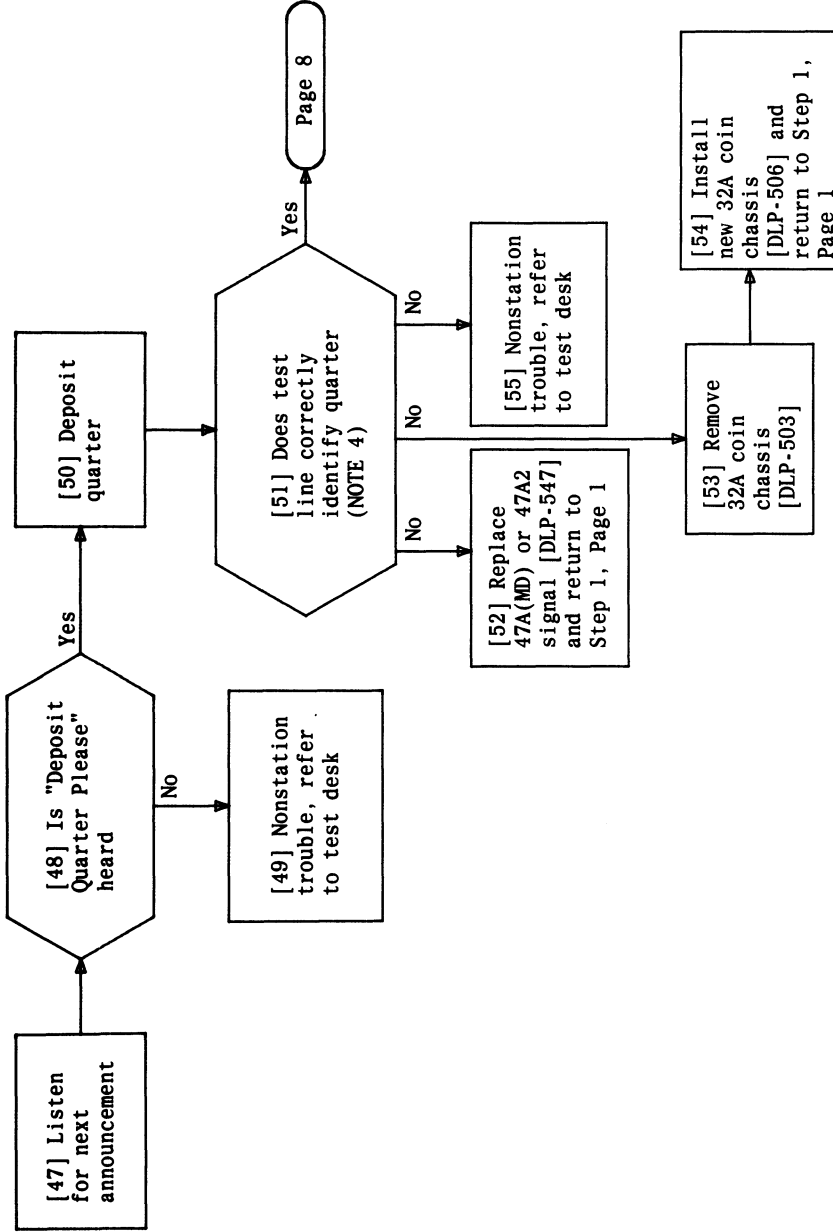 [47] Listen
for next
announcement
[48] Is "Deposit
Quarter Please"
heard
Yes
No
[49] Nonstation
trouble, refer
to test desk
[50] Deposit
quarter
[51] Does test
line correctly
identify quarter
(NOTE 4)
Yes
Page 8
No
No
No
[52] Replace
47A(MD) or 47A2
signal [DLP-547]
and return to
Step 1, Page 1
[55] Nonstation
trouble, refer
to test desk
[53] Remove
32A coin
chassis
[DLP-503]
[54] Install
new 32A coin
chassis
[DLP-506] and
return to Step 1,
Page 1